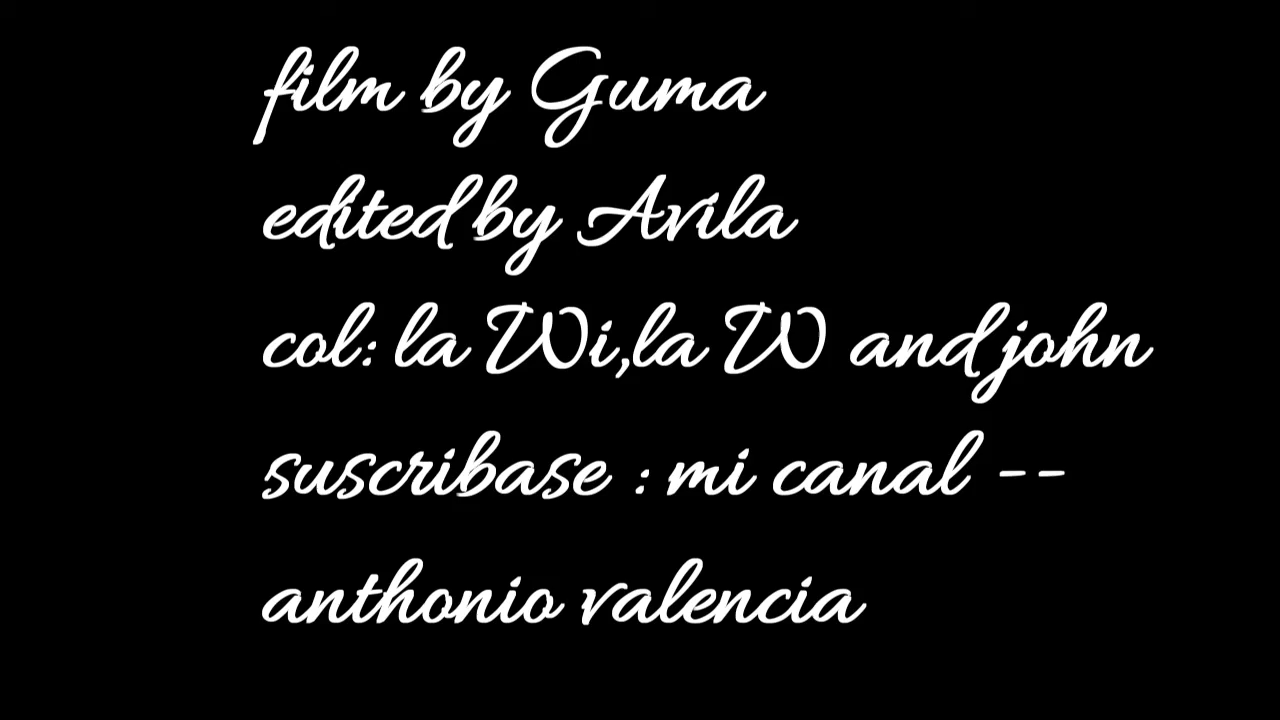 film by Guma
edited by Avila
col: la Wi,la W and john
suscribase : mi canal --
anthonio valencia